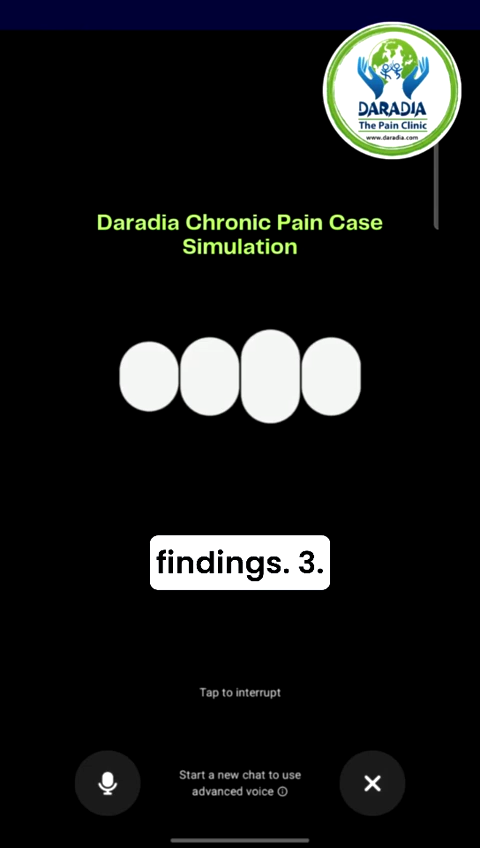 DARADIA
The Pain Clinic
www.daradia.com
Daradia Chronic Pain Case
Simulation
findings. 3.
Tap to interrupt
Start a new chat to use
advanced voice